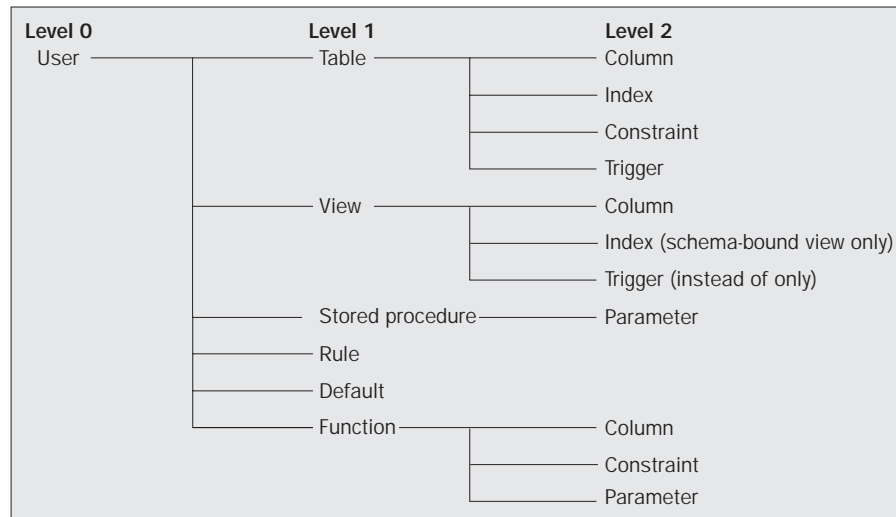 Level 0 Level 1 Level 2
User Table Column
Index
Constraint
Trigger
View Column
Index (schema-bound view only)
Trigger (instead of only)
Stored procedure Parameter
Rule
Default
Function Column
Constraint
Parameter